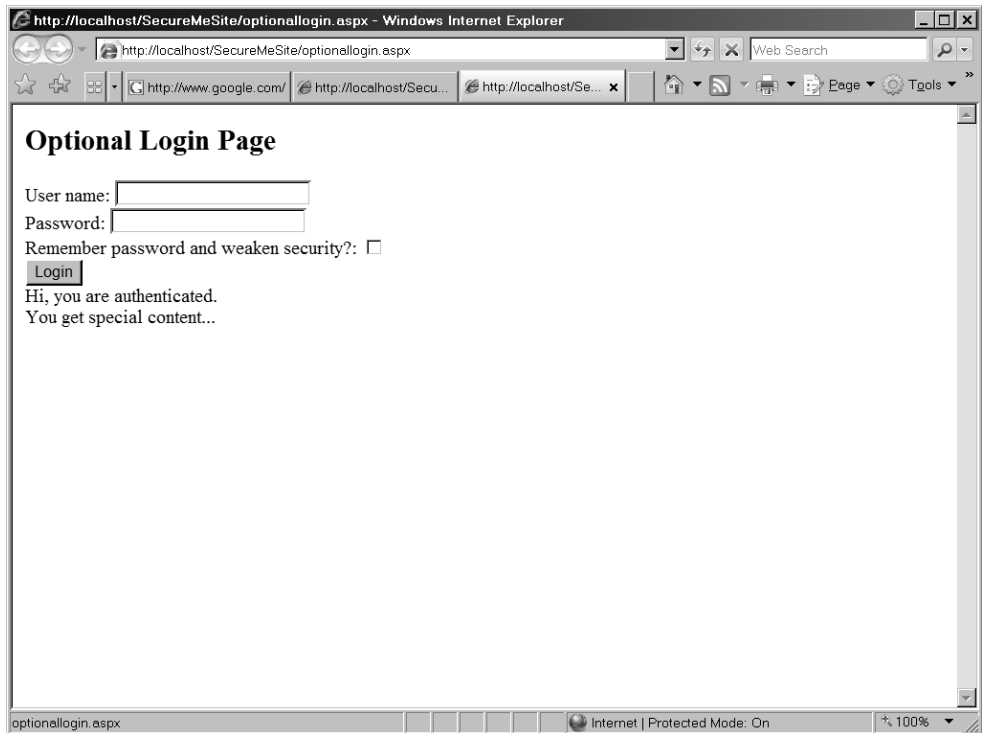 http://localhost/SecureMeSite/optionallogin.aspx - Windows Internet Explorer
http://localhost/SecureMeSite/optionallogin.aspx
Web Search
http://www.google.com/ http://localhost/Secu... http://localhost/Se... x Page Tools »
Optional Login Page
User name:
Password:
Remember password and weaken security?:
Login
Hi, you are authenticated.
You get special content...
optionallogin.aspx Internet | Protected Mode: On 100%